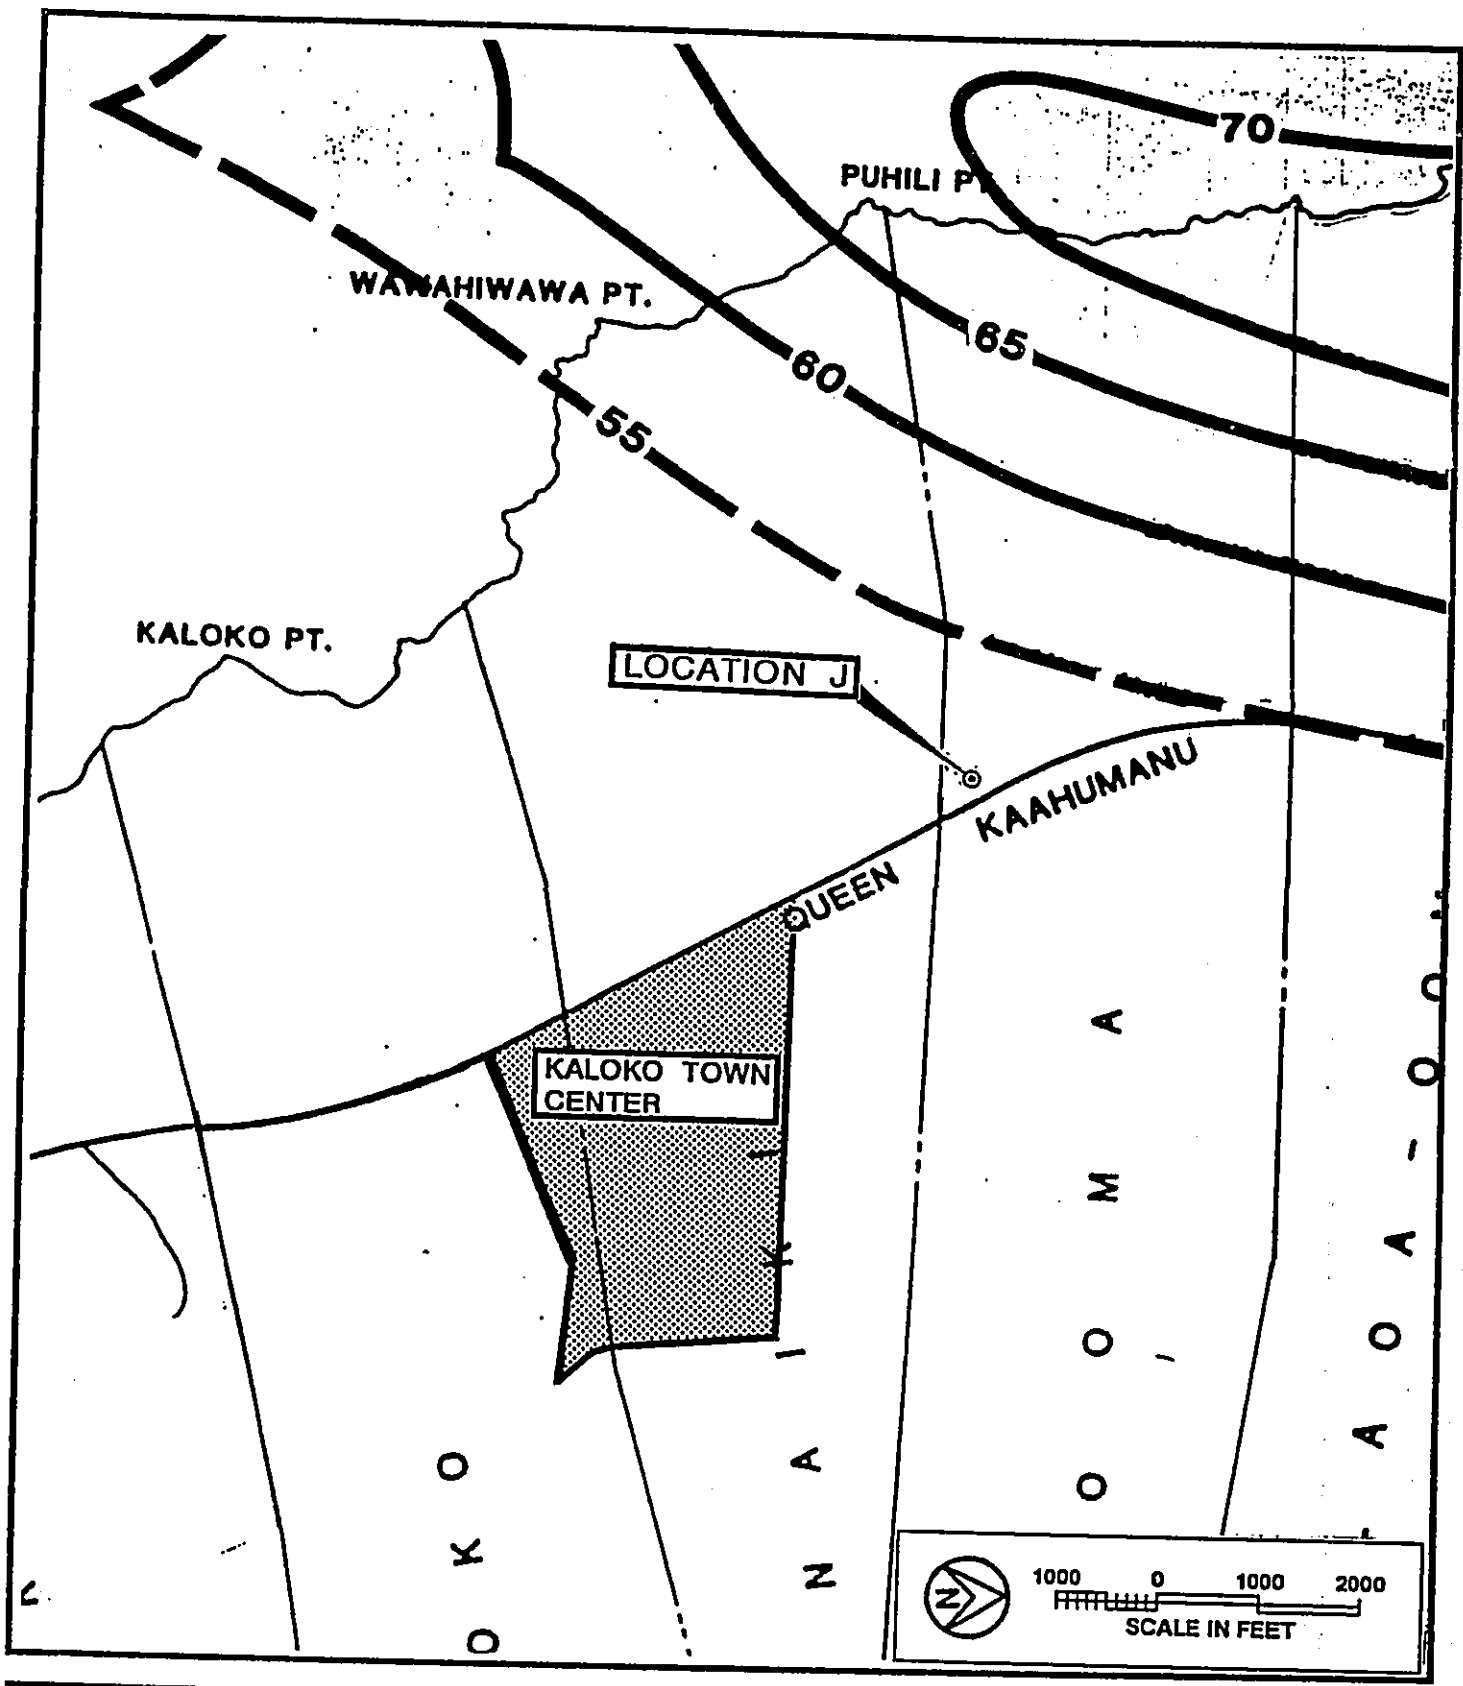 70
PUHILI PT.
WAWAHIWAWA PT.
65
60
55
KALOKO PT.
LOCATION J
KAAHUMANU
QUEEN
KALOKO TOWN
CENTER
O K O
N A I K I
O O M A
A O A - O O
N
1000 0 1000 2000
SCALE IN FEET